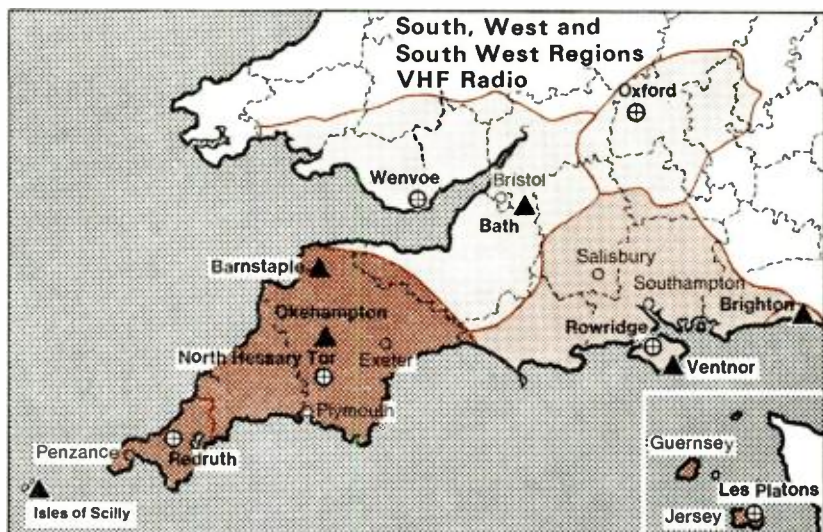 South, West and
South West Regions
VHF Radio
Oxford
Wenvoe
Bristol
Bath
Barnstaple
Salisbury
Southampton
Okehampton
Brighton
Rowridge
North Hessary Tor
Exeter
Ventnor
Plymouth
Guernsey
Penzance
Redruth
Les Platons
Isles of Scilly
Jersey